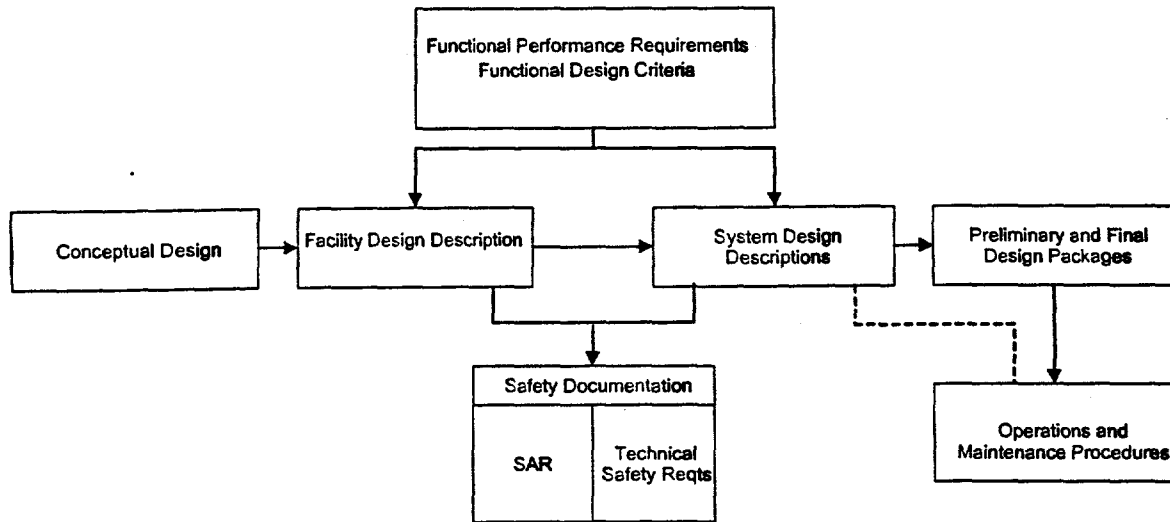 Functional Performance Requirements
Functional Design Criteria
Conceptual Design
Facility Design Description
System Design
Descriptions
Preliminary and Final
Design Packages
Safety Documentation
SAR
Technical
Safety Reqts
Operations and
Maintenance Procedures